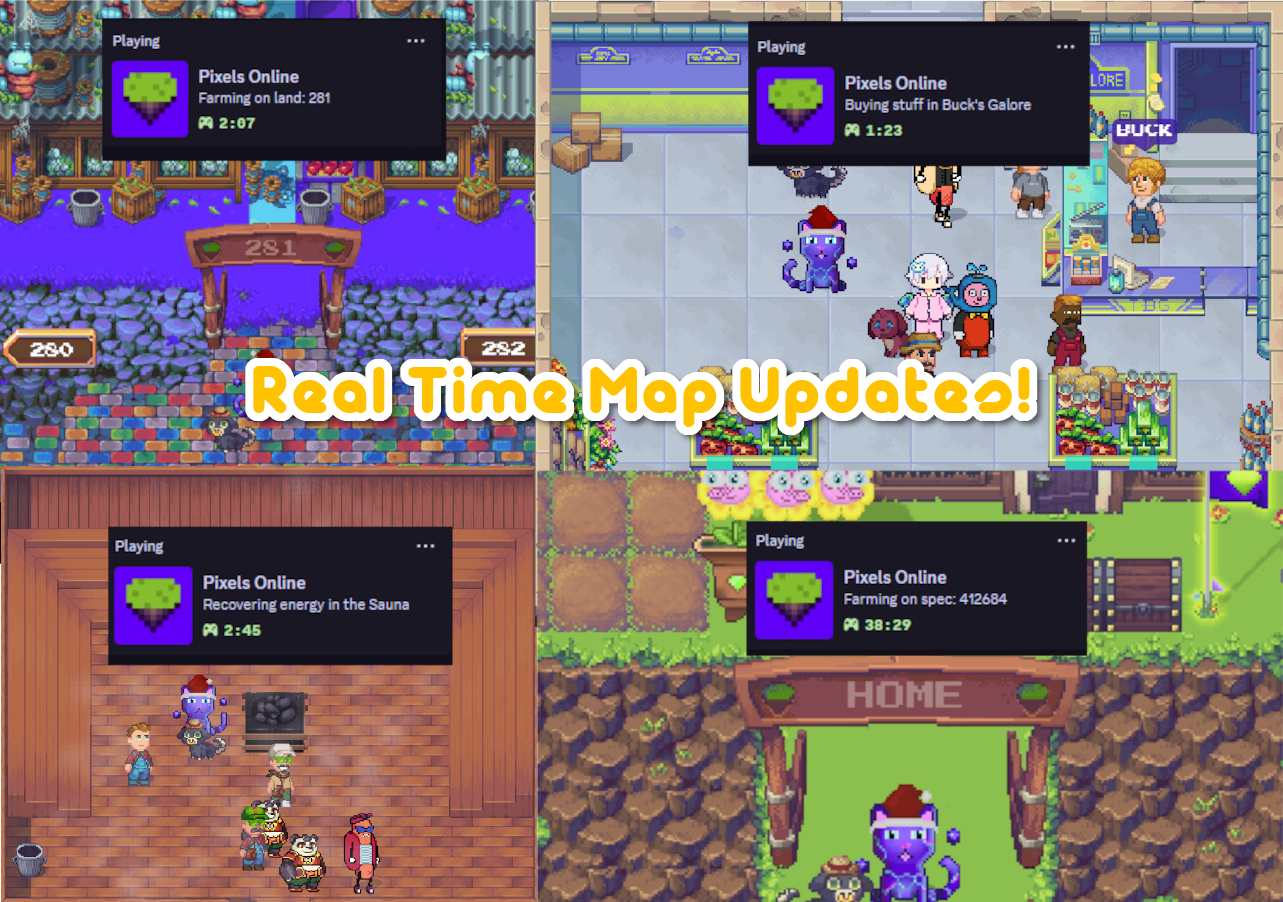 Playing
Pixels Online
Farming on land: 281
2:07
281
280
282
Playing
Pixels Online
Buying stuff in Buck's Galore
1:23
LORE
BUCK
Real Time Map Updates!
Playing
Pixels Online
Recovering energy in the Sauna
2:45
Playing
Pixels Online
Farming on spec: 412684
38:29
HOME